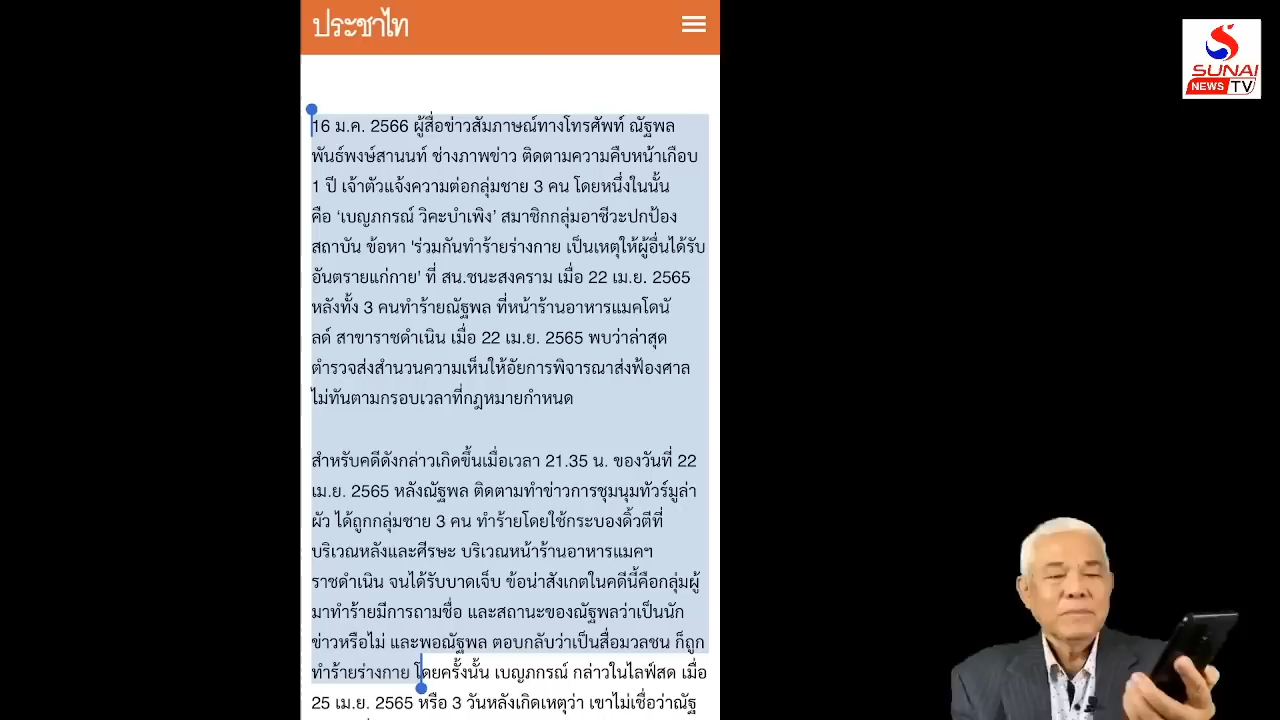 ประชาไท
SUNAI
NEWS TV
16 ม.ค. 2566 ผู้สื่อข่าวสัมภาษณ์ทางโทรศัพท์ ณัฐพล
พันธ์พงษ์สานนท์ ช่างภาพข่าว ติดตามความคืบหน้าเกือบ
1 ปี เจ้าตัวแจ้งความต่อกลุ่มชาย 3 คน โดยหนึ่งในนั้น
คือ ‘เบญภกรณ์ วิคะบำเพิง’ สมาชิกกลุ่มอาชีวะปกป้อง
สถาบัน ข้อหา 'ร่วมกันทำร้ายร่างกาย เป็นเหตุให้ผู้อื่นได้รับ
อันตรายแก่กาย' ที่ สน.ชนะสงคราม เมื่อ 22 เม.ย. 2565
หลังทั้ง 3 คนทำร้ายณัฐพล ที่หน้าร้านอาหารแมคโดนั
ลด์ สาขาราชดำเนิน เมื่อ 22 เม.ย. 2565 พบว่าล่าสุด
ตำรวจส่งสำนวนความเห็นให้อัยการพิจารณาส่งฟ้องศาล
ไม่ทันตามกรอบเวลาที่กฎหมายกำหนด
สำหรับคดีดังกล่าวเกิดขึ้นเมื่อเวลา 21.35 น. ของวันที่ 22
เม.ย. 2565 หลังณัฐพล ติดตามทำข่าวการชุมนุมทัวร์มูล่า
ผัว ได้ถูกกลุ่มชาย 3 คน ทำร้ายโดยใช้กระบองดิ้วตีที่
บริเวณหลังและศีรษะ บริเวณหน้าร้านอาหารแมคฯ
ราชดำเนิน จนได้รับบาดเจ็บ ข้อน่าสังเกตในคดีนี้คือกลุ่มผู้
มาทำร้ายมีการถามชื่อ และสถานะของณัฐพลว่าเป็นนัก
ข่าวหรือไม่ และพอณัฐพล ตอบกลับว่าเป็นสื่อมวลชน ก็ถูก
ทำร้ายร่างกาย โดยครั้งนั้น เบญภกรณ์ กล่าวในไลฟ์สด เมื่อ
25 เม.ย. 2565 หรือ 3 วันหลังเกิดเหตุว่า เขาไม่เชื่อว่าณัฐ